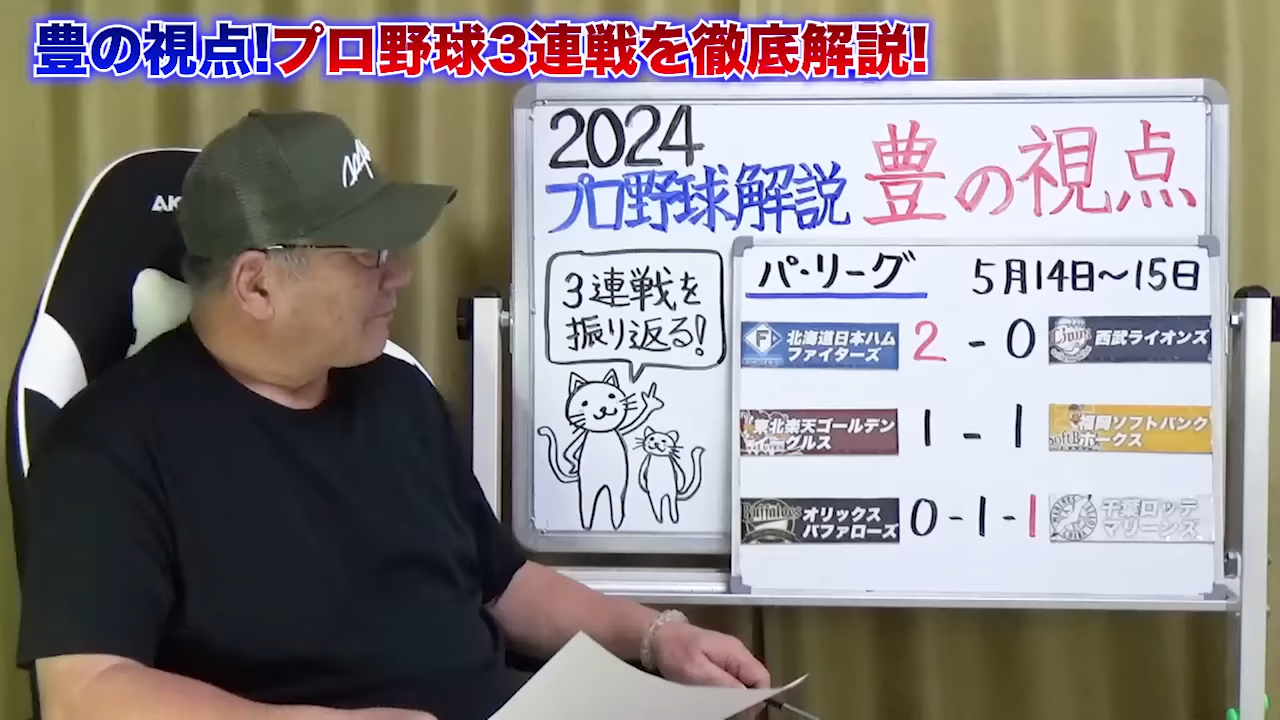 豊の視点!プロ野球3連戦を徹底解説!
2024
プロ野球解説 豊の視点
3連戦を
振り返る!
パ・リーグ 5月14日〜15日
北海道日本ハム
ファイターズ
2 - 0
西武ライオンズ
東北楽天ゴールデン
イーグルス
1 - 1
福岡ソフトバンク
ホークス
オリックス
バファローズ
0 - 1 - 1
千葉ロッテ
マリーンズ
AK